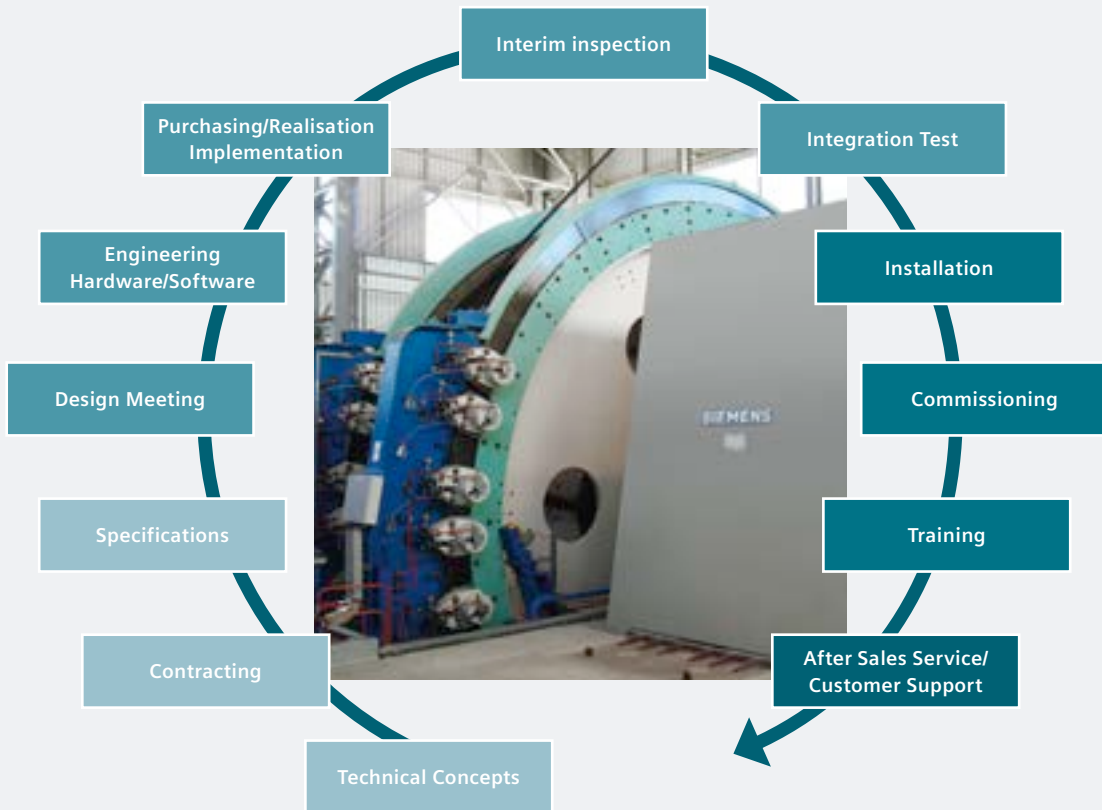 Interim inspection
Purchasing/Realisation
Implementation
Integration Test
Engineering
Hardware/Software
Installation
Design Meeting
Commissioning
SIEMENS
Specifications
Training
Contracting
After Sales Service/
Customer Support
Technical Concepts